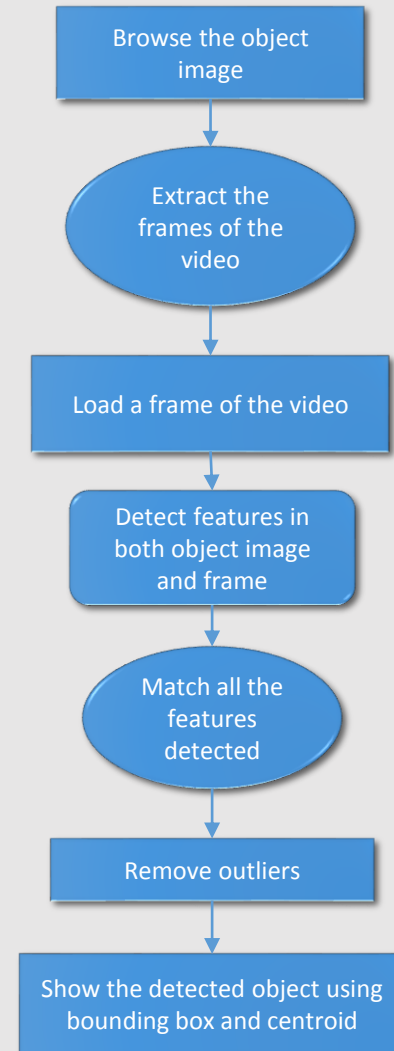 Browse the object
image
Extract the
frames of the
video
Load a frame of the video
Detect features in
both object image
and frame
Match all the
features
detected
Remove outliers
Show the detected object using
bounding box and centroid